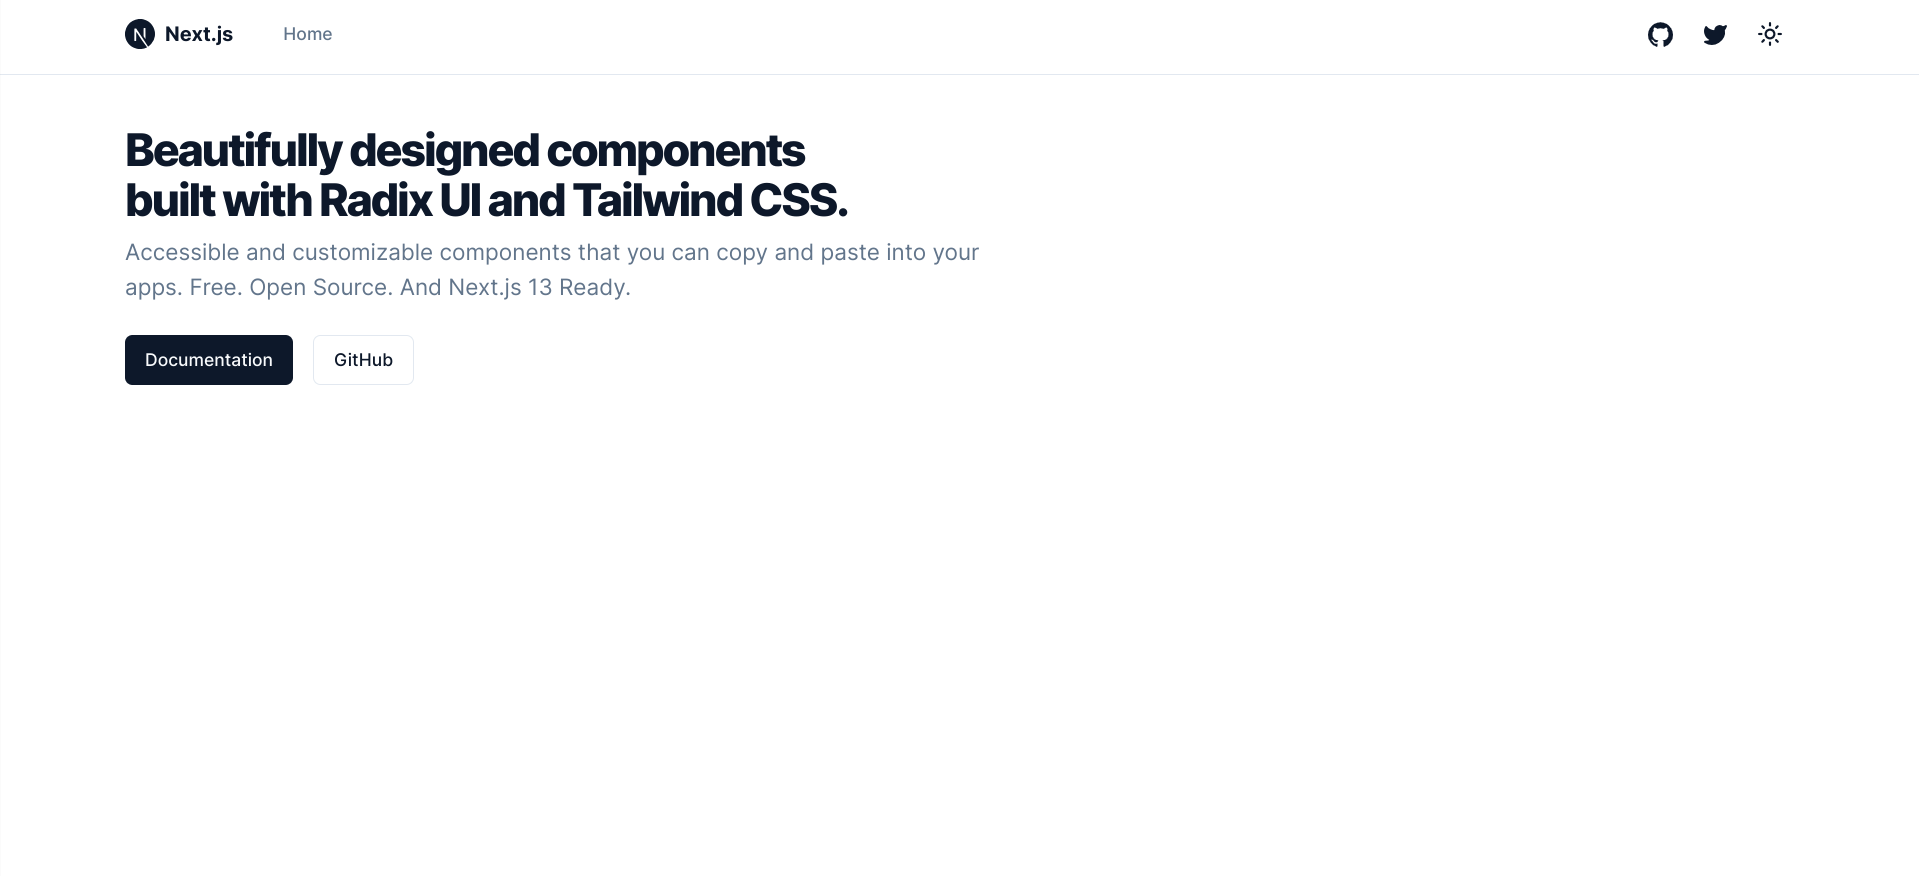 Next.js
Home
Beautifully designed components
built with Radix UI and Tailwind CSS.
Accessible and customizable components that you can copy and paste into your
apps. Free. Open Source. And Next.js 13 Ready.
Documentation
GitHub